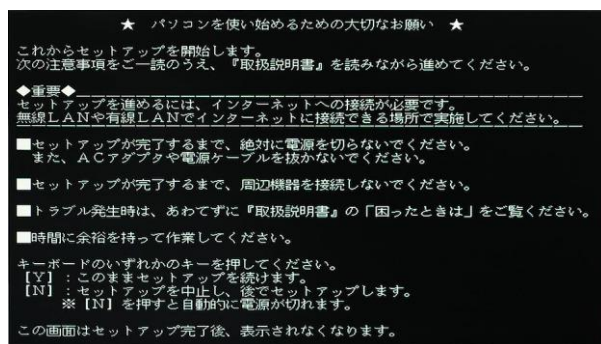 ★ パソコンを使い始めるための大切なお願い ★
これからセットアップを開始します。
次の注意事項をご一読のうえ、『取扱説明書』を読みながら進めてください。
◆重要◆
セットアップを進めるには、インターネットへの接続が必要です。
無線LANや有線LANでインターネットに接続できる場所で実施してください。
■セットアップが完了するまで、絶対に電源を切らないでください。
また、ACアダプタや電源ケーブルを抜かないでください。
■セットアップが完了するまで、周辺機器を接続しないでください。
■トラブル発生時は、あわてずに『取扱説明書』の「困ったときは」をご覧ください。
■時間に余裕を持って作業してください。
キーボードのいずれかのキーを押してください。
[Y]:このままセットアップを続けます。
[N]:セットアップを中止し、後でセットアップします。
※[N]を押すと自動的に電源が切れます。
この画面はセットアップ完了後、表示されなくなります。